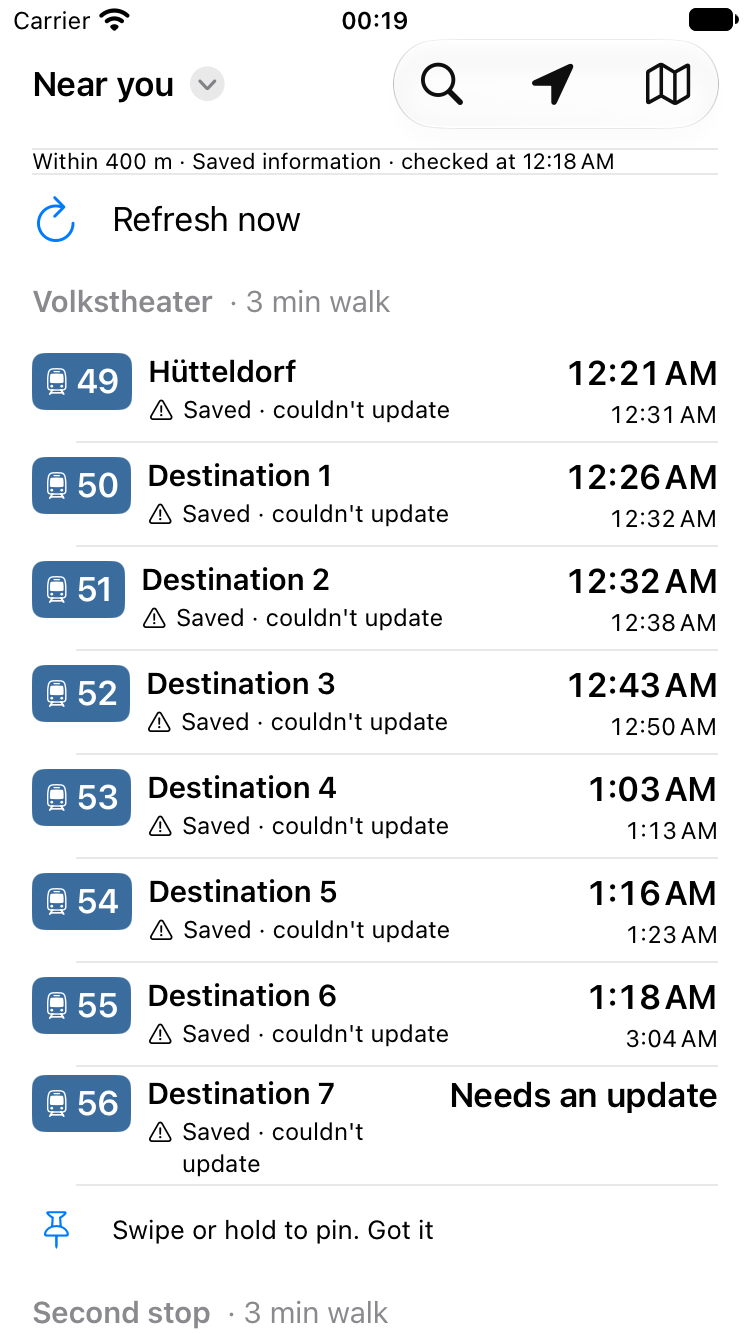 Carrier 00:19
Near you
Within 400 m · Saved information · checked at 12:18 AM
Refresh now
Volkstheater · 3 min walk
49 Hütteldorf 12:21 AM
Saved · couldn't update 12:31 AM
50 Destination 1 12:26 AM
Saved · couldn't update 12:32 AM
51 Destination 2 12:32 AM
Saved · couldn't update 12:38 AM
52 Destination 3 12:43 AM
Saved · couldn't update 12:50 AM
53 Destination 4 1:03 AM
Saved · couldn't update 1:13 AM
54 Destination 5 1:16 AM
Saved · couldn't update 1:23 AM
55 Destination 6 1:18 AM
Saved · couldn't update 3:04 AM
56 Destination 7 Needs an update
Saved · couldn't
update
Swipe or hold to pin. Got it
Second stop · 3 min walk